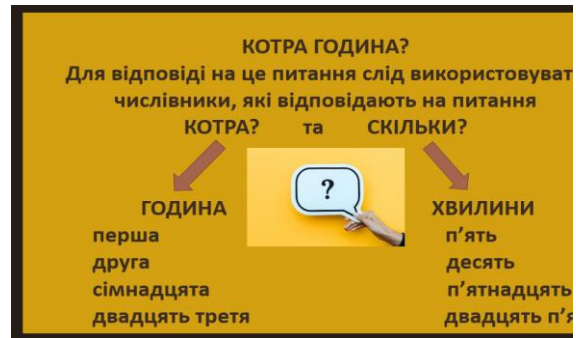 КОТРА ГОДИНА?
Для відповіді на це питання слід використовуват
числівники, які відповідають на питання
КОТРА? та СКІЛЬКИ?
?
ГОДИНА ХВИЛИНИ
перша п’ять
друга десять
сімнадцята п’ятнадцять
двадцять третя двадцять п’я